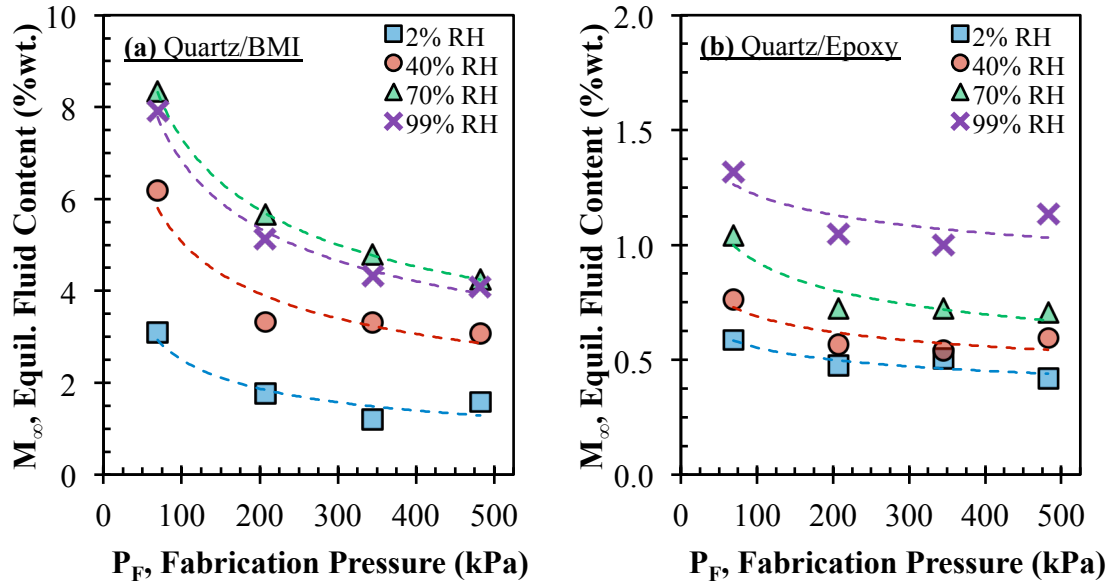 (a) Quartz/BMI
2% RH
40% RH
70% RH
99% RH
M∞, Equil. Fluid Content (%wt.)
10
8
6
4
2
0
0 100 200 300 400 500
P_F, Fabrication Pressure (kPa)
(b) Quartz/Epoxy
2% RH
40% RH
70% RH
99% RH
M∞, Equil. Fluid Content (%wt.)
2.0
1.5
1.0
0.5
0.0
0 100 200 300 400 500
P_F, Fabrication Pressure (kPa)